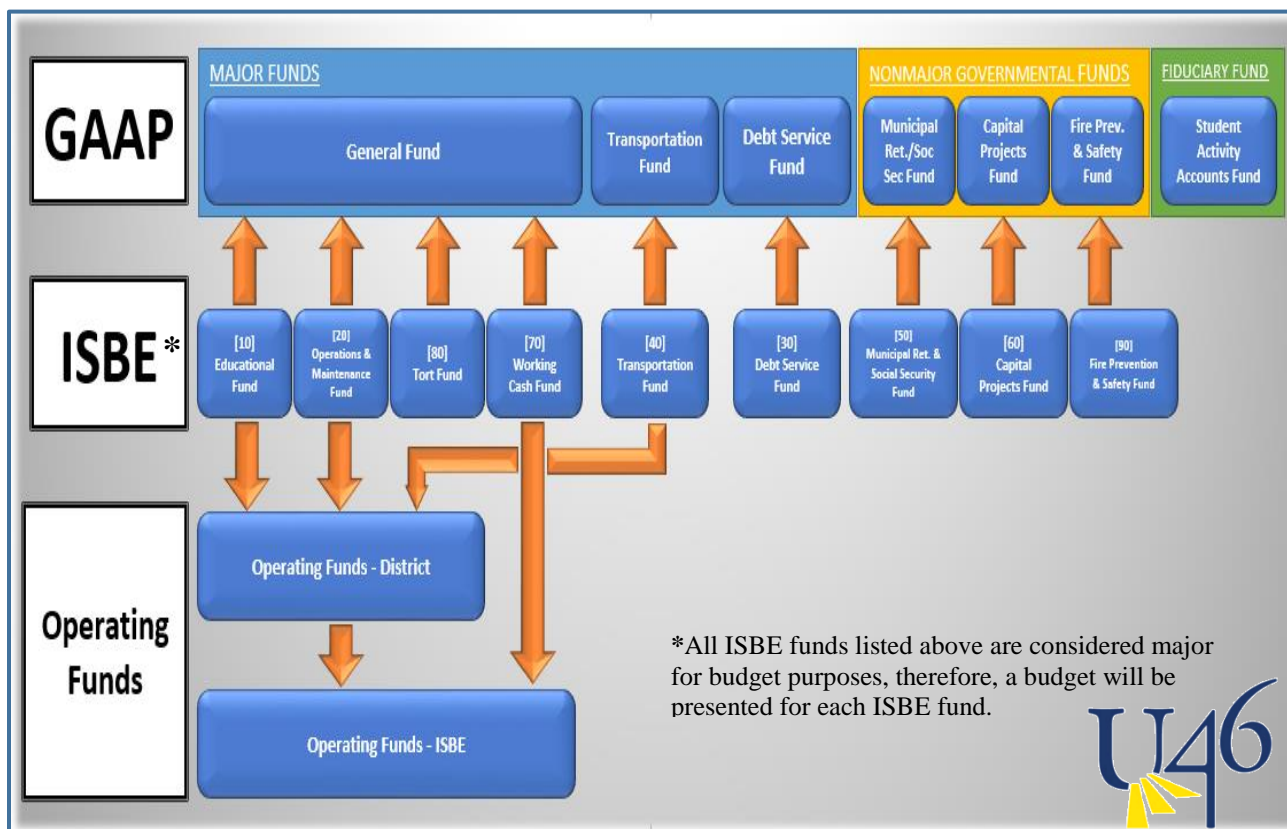 GAAP
MAJOR FUNDS
General Fund
Transportation
Fund
Debt Service
Fund
NONMAJOR GOVERNMENTAL FUNDS
Municipal
Ret./Soc
Sec Fund
Capital
Projects
Fund
Fire Prev.
& Safety
Fund
FIDUCIARY FUND
Student
Activity
Accounts Fund
ISBE*
[10]
Educational
Fund
[20]
Operations &
Maintenance
Fund
[80]
Tort Fund
[70]
Working
Cash Fund
[40]
Transportation
Fund
[30]
Debt Service
Fund
[50]
Municipal Ret. &
Social Security
Fund
[60]
Capital
Projects Fund
[90]
Fire Prevention
& Safety Fund
Operating
Funds
Operating Funds - District
Operating Funds - ISBE
*All ISBE funds listed above are considered major
for budget purposes, therefore, a budget will be
presented for each ISBE fund.
U46